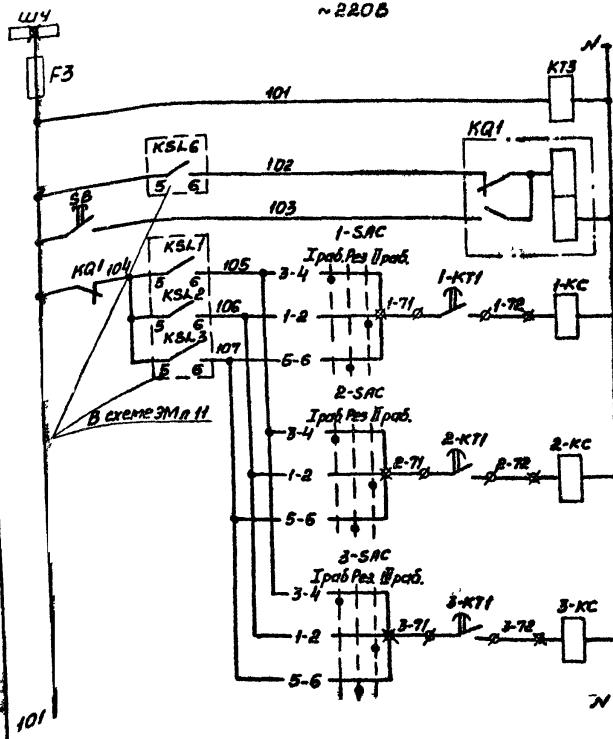 ШУ
~220В
N
F3
КТ3
101
KQ1
KSL6
102
5 6
SB
103
1-SAC
KSL1
KQ1 104
105
I раб. Рез II раб.
3-4
5 6
1-КТ1
1-КС
KSL2
106
1-2
1-71
1-72
5 6
KSL3
107
5-6
5 6
2-SAC
В схеме ЭМ л 11
I раб Рез II раб.
3-4
2-КТ1
2-КС
1-2
2-71
2-72
5-6
3-SAC
I раб Рез III раб.
3-4
3-КТ1
3-КС
1-2
3-71
3-72
5-6
N
101